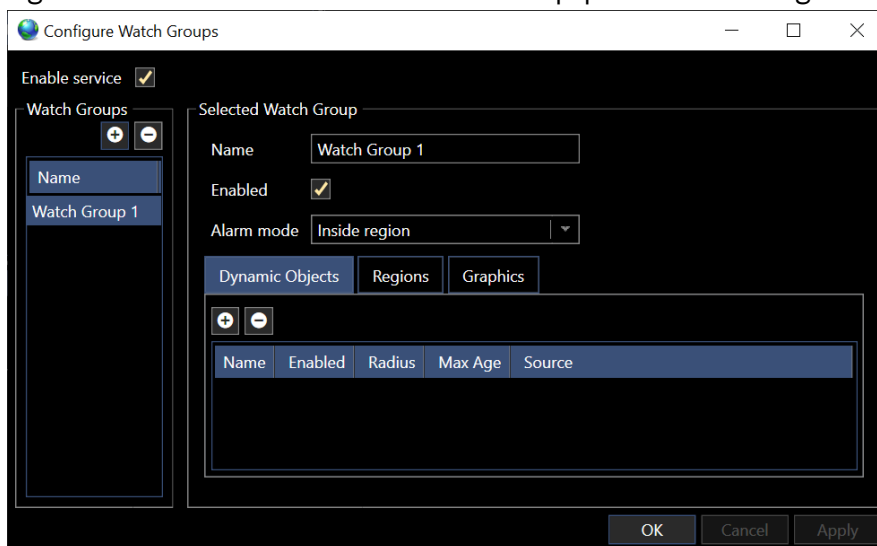 Configure Watch Groups
Enable service
Watch Groups
Name
Watch Group 1
Selected Watch Group
Name Watch Group 1
Enabled
Alarm mode Inside region
Dynamic Objects Regions Graphics
Name Enabled Radius Max Age Source
OK Cancel Apply